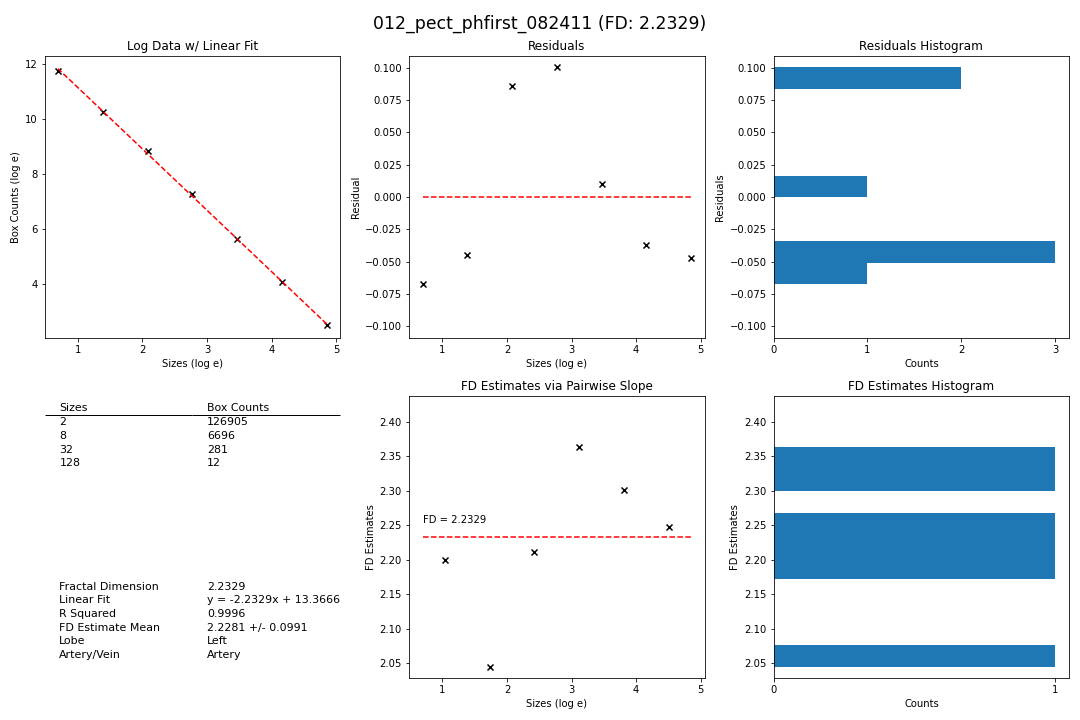 012_pect_phfirst_082411 (FD: 2.2329)
Log Data w/ Linear Fit
12
10
8
6
4
Box Counts (log e)
1 2 3 4 5
Sizes (log e)
Residuals
0.100
0.075
0.050
0.025
0.000
−0.025
−0.050
−0.075
−0.100
Residual
1 2 3 4 5
Sizes (log e)
Residuals Histogram
0.100
0.075
0.050
0.025
0.000
−0.025
−0.050
−0.075
−0.100
Residuals
0 1 2 3
Counts
Sizes Box Counts
2 126905
8 6696
32 281
128 12
Fractal Dimension 2.2329
Linear Fit y = -2.2329x + 13.3666
R Squared 0.9996
FD Estimate Mean 2.2281 +/- 0.0991
Lobe Left
Artery/Vein Artery
FD Estimates via Pairwise Slope
2.40
2.35
2.30
2.25
2.20
2.15
2.10
2.05
FD Estimates
FD = 2.2329
1 2 3 4 5
Sizes (log e)
FD Estimates Histogram
2.40
2.35
2.30
2.25
2.20
2.15
2.10
2.05
FD Estimates
0 1
Counts